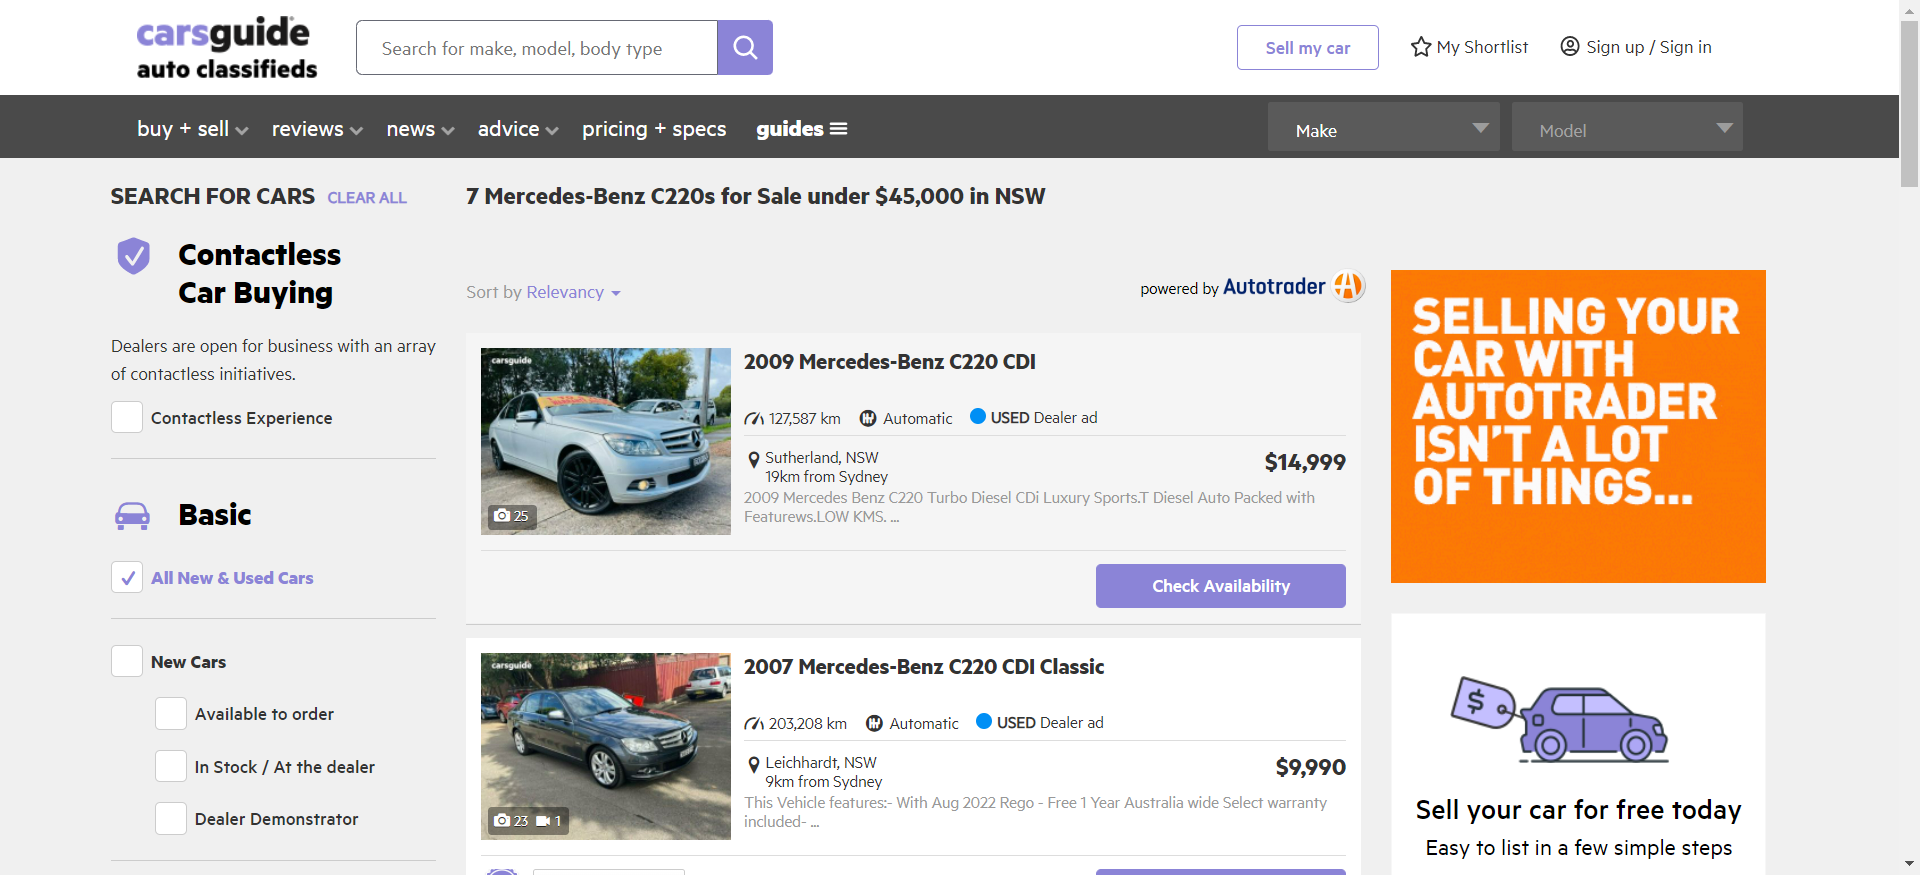 carsguide
auto classifieds
Search for make, model, body type
Sell my car
My Shortlist
Sign up / Sign in
buy + sell
reviews
news
advice
pricing + specs
guides
Make
Model
SEARCH FOR CARS CLEAR ALL
Contactless
Car Buying
Dealers are open for business with an array
of contactless initiatives.
Contactless Experience
Basic
All New & Used Cars
New Cars
Available to order
In Stock / At the dealer
Dealer Demonstrator
7 Mercedes-Benz C220s for Sale under $45,000 in NSW
Sort by Relevancy
powered by Autotrader
carsguide
25
2009 Mercedes-Benz C220 CDI
127,587 km Automatic USED Dealer ad
Sutherland, NSW
19km from Sydney
$14,999
2009 Mercedes Benz C220 Turbo Diesel CDi Luxury Sports.T Diesel Auto Packed with
Featurews.LOW KMS. ...
Check Availability
carsguide
23 1
2007 Mercedes-Benz C220 CDI Classic
203,208 km Automatic USED Dealer ad
Leichhardt, NSW
9km from Sydney
$9,990
This Vehicle features:- With Aug 2022 Rego - Free 1 Year Australia wide Select warranty
included- ...
SELLING YOUR
CAR WITH
AUTOTRADER
ISN'T A LOT
OF THINGS...
$
Sell your car for free today
Easy to list in a few simple steps